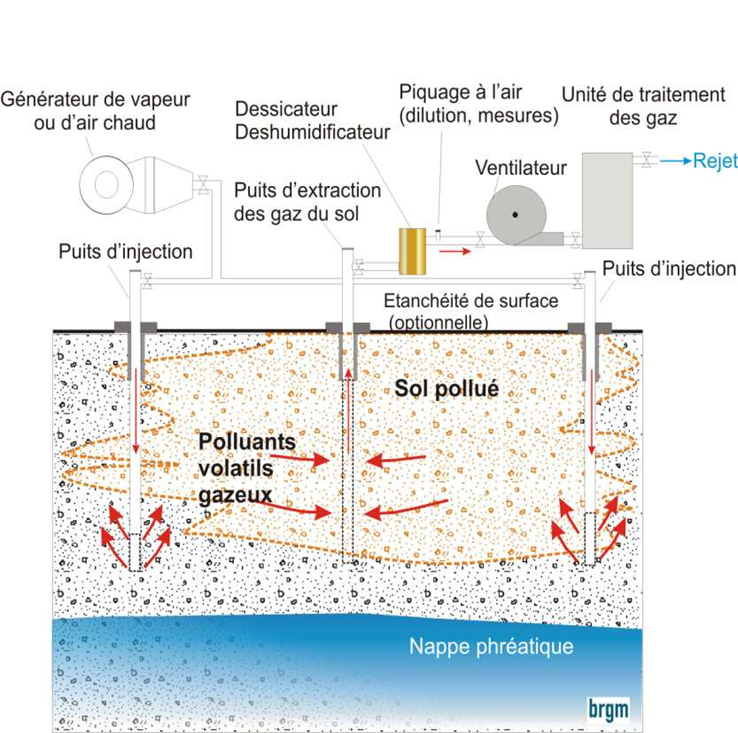 Générateur de vapeur
ou d'air chaud
Dessicateur
Deshumidificateur
Piquage à l'air
(dilution, mesures)
Unité de traitement
des gaz
Rejet
Ventilateur
Puits d'extraction
des gaz du sol
Puits d'injection
Puits d'injection
Etanchéité de surface
(optionnelle)
Sol pollué
Polluants
volatils
gazeux
Nappe phréatique
brgm